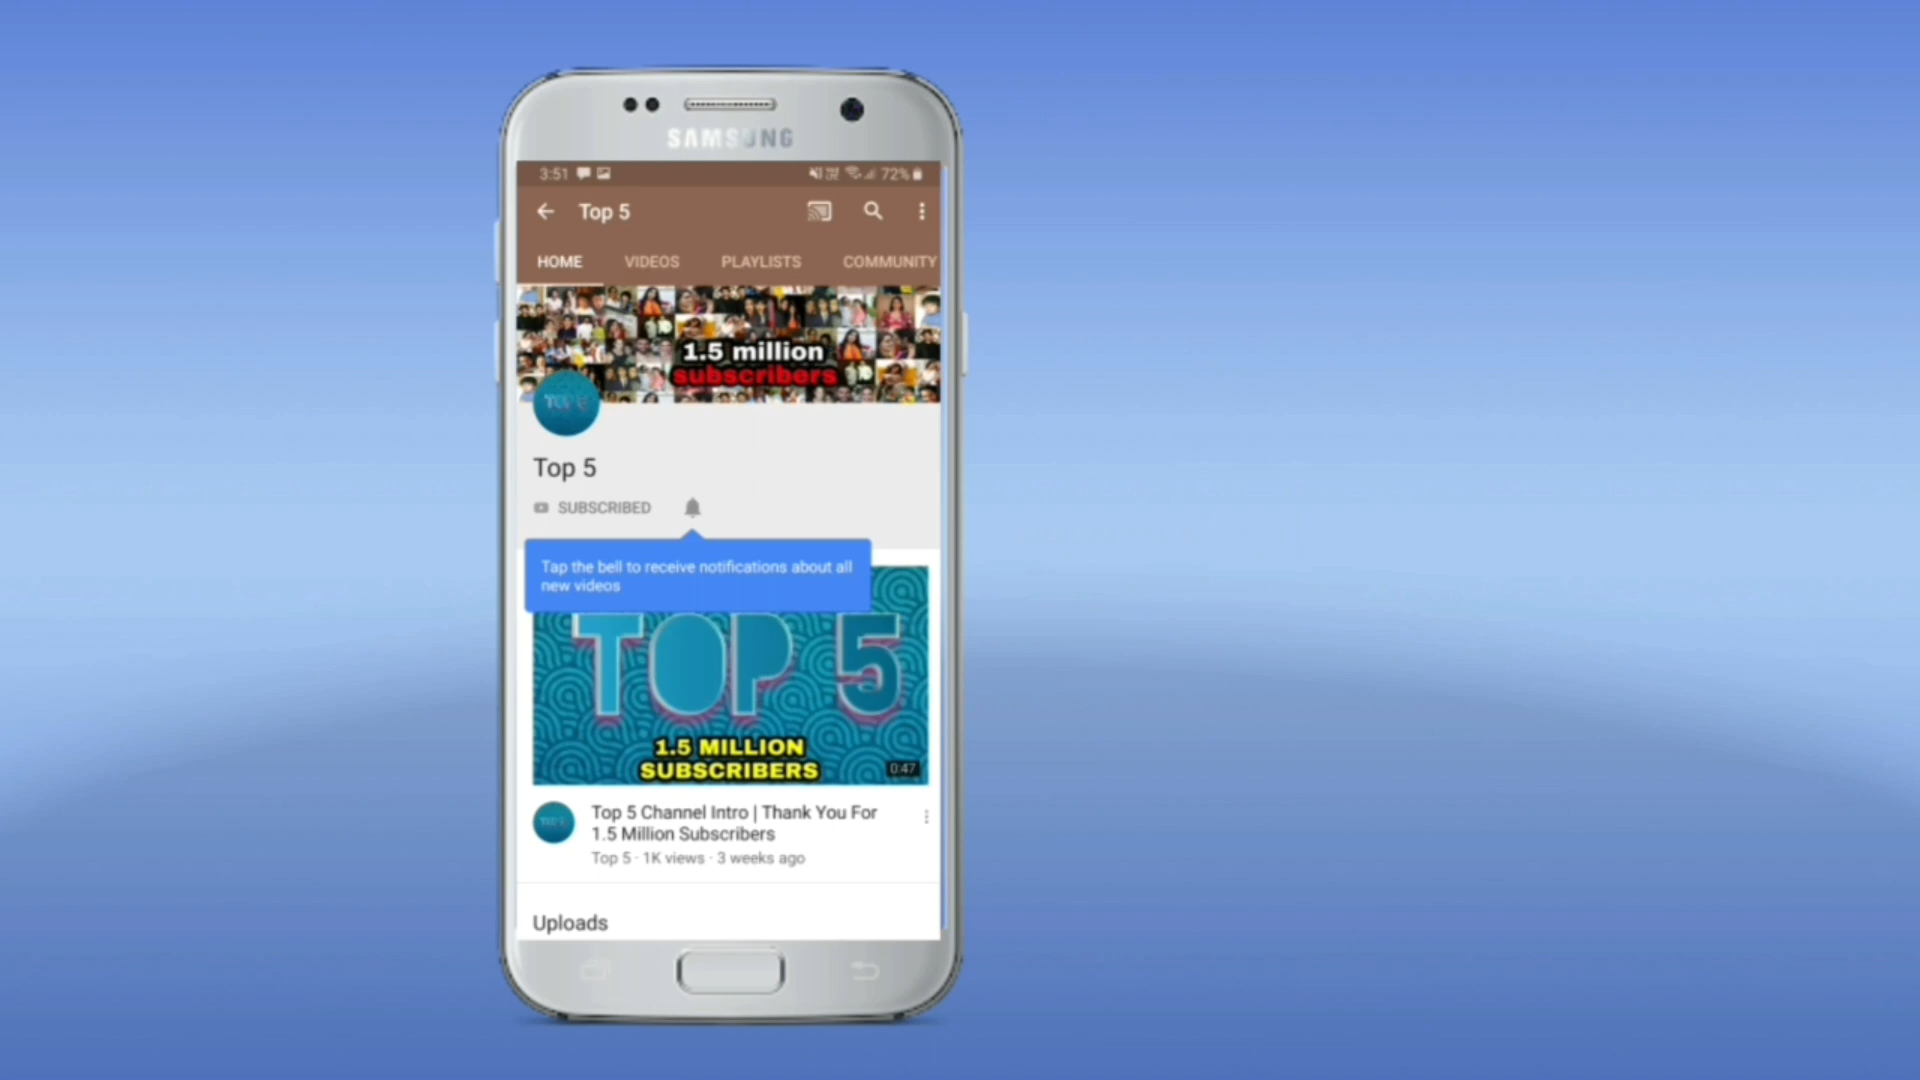 SAMSUNG
3:51 72%
Top 5
HOME VIDEOS PLAYLISTS COMMUNITY
1.5 million
subscribers
TOP 5
Top 5
SUBSCRIBED
Tap the bell to receive notifications about all
new videos
TOP 5
1.5 MILLION
SUBSCRIBERS
0:47
Top 5 Channel Intro | Thank You For
1.5 Million Subscribers
Top 5 · 1K views · 3 weeks ago
Uploads